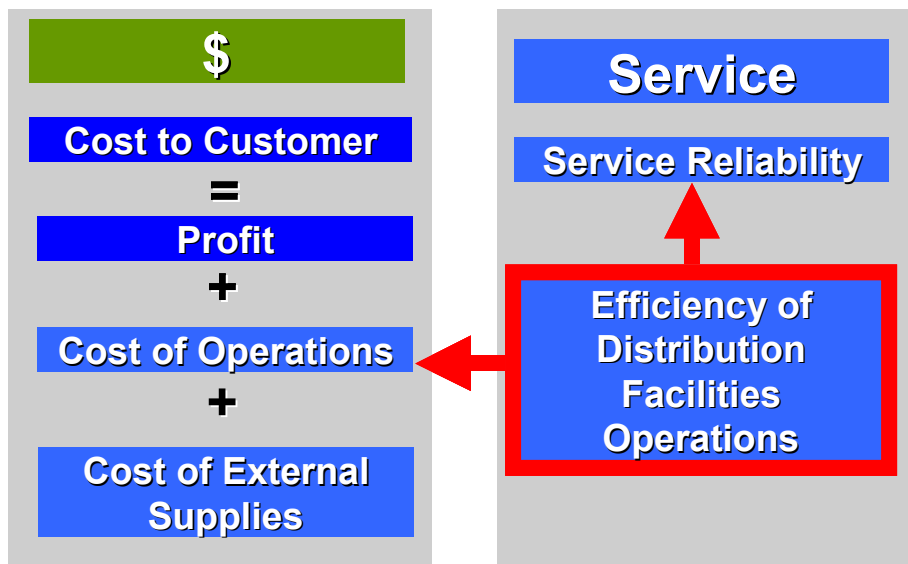 $
Cost to Customer
=
Profit
+
Cost of Operations
+
Cost of External
Supplies
Service
Service Reliability
Efficiency of
Distribution
Facilities
Operations